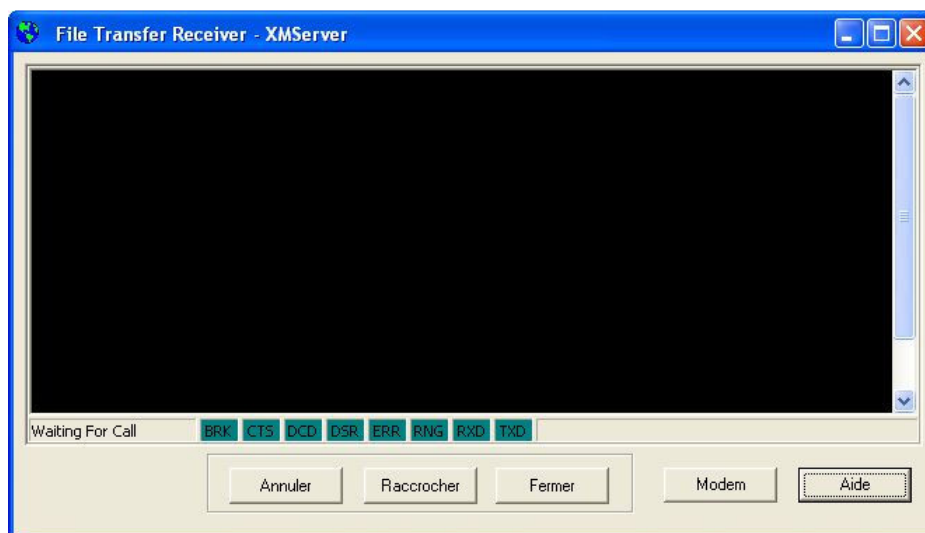 File Transfer Receiver - XMServer
Waiting For Call BRK CTS DCD DSR ERR RNG RXD TXD
Annuler Raccrocher Fermer Modem Aide